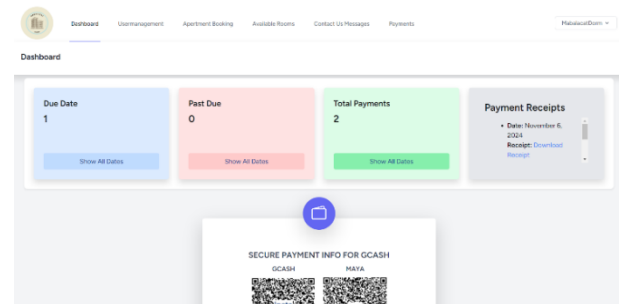 Dashboard Usermanagement Apertment Booking Available Rooms Contact Us Messages Payments MabalacatDorm
Dashboard
Due Date
1
Show All Dates
Past Due
0
Show All Dates
Total Payments
2
Show All Dates
Payment Receipts
• Date: November 6,
2024
Receipt: Download
Receipt
SECURE PAYMENT INFO FOR GCASH
GCASH MAYA